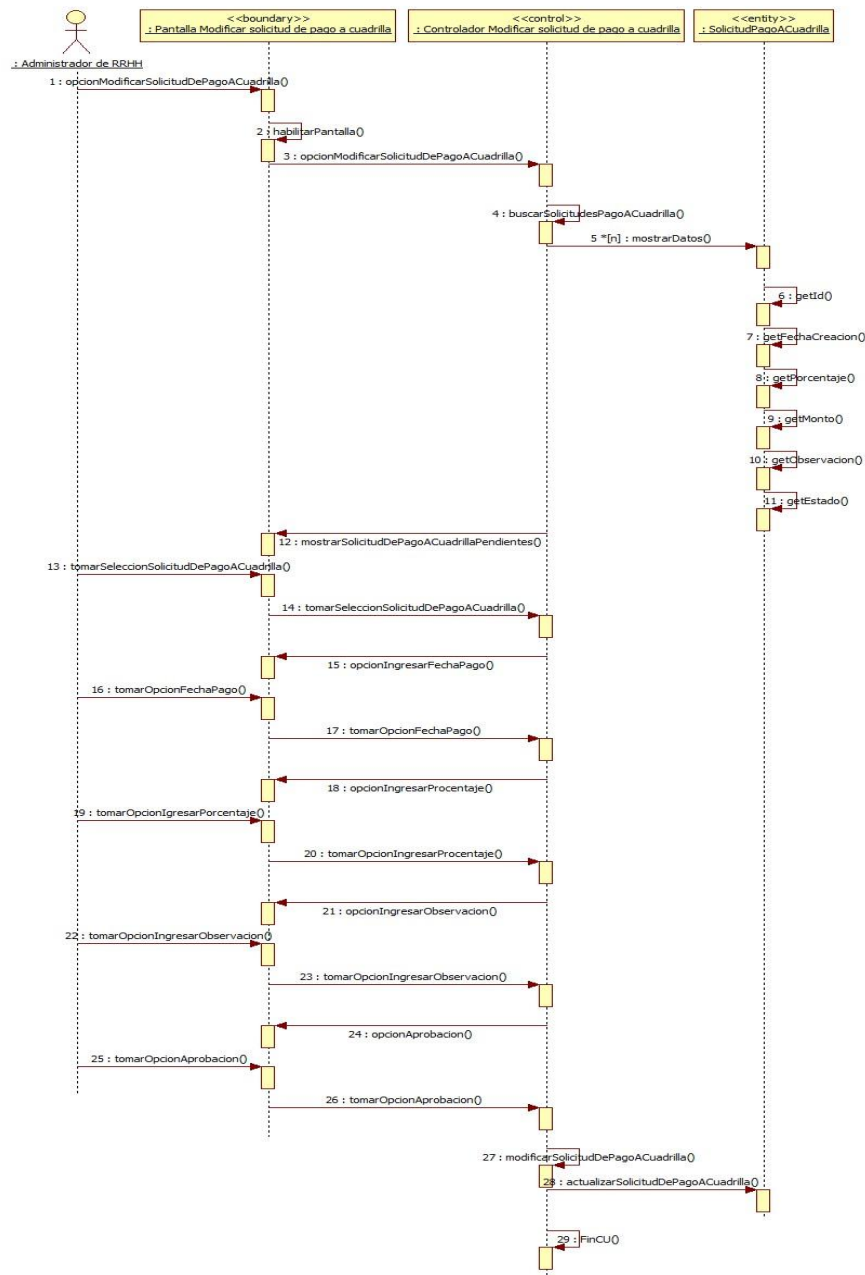 <<boundary>>
: Pantalla Modificar solicitud de pago a cuadrilla
<<control>>
: Controlador Modificar solicitud de pago a cuadrilla
<<entity>>
: SolicitudPagoACuadrilla
: Administrador de RRHH
1 : opcionModificarSolicitudDePagoACuadrilla()
2 : habilitarPantalla()
3 : opcionModificarSolicitudDePagoACuadrilla()
4 : buscarSolicitudesPagoACuadrilla()
5 *[n] : mostrarDatos()
6 : getId()
7 : getFechaCreacion()
8 : getPorcentaje()
9 : getMonto()
10 : getObservacion()
11 : getEstado()
12 : mostrarSolicitudDePagoACuadrillaPendientes()
13 : tomarSeleccionSolicitudDePagoACuadrilla()
14 : tomarSeleccionSolicitudDePagoACuadrilla()
15 : opcionIngresarFechaPago()
16 : tomarOpcionFechaPago()
17 : tomarOpcionFechaPago()
18 : opcionIngresarProcentaje()
19 : tomarOpcionIgresarPorcentaje()
20 : tomarOpcionIngresarProcentaje()
21 : opcionIngresarObservacion()
22 : tomarOpcionIngresarObservacion()
23 : tomarOpcionIngresarObservacion()
24 : opcionAprobacion()
25 : tomarOpcionAprobacion()
26 : tomarOpcionAprobacion()
27 : modificarSolicitudDePagoACuadrilla()
28 : actualizarSolicitudDePagoACuadrilla()
29 : FinCU()